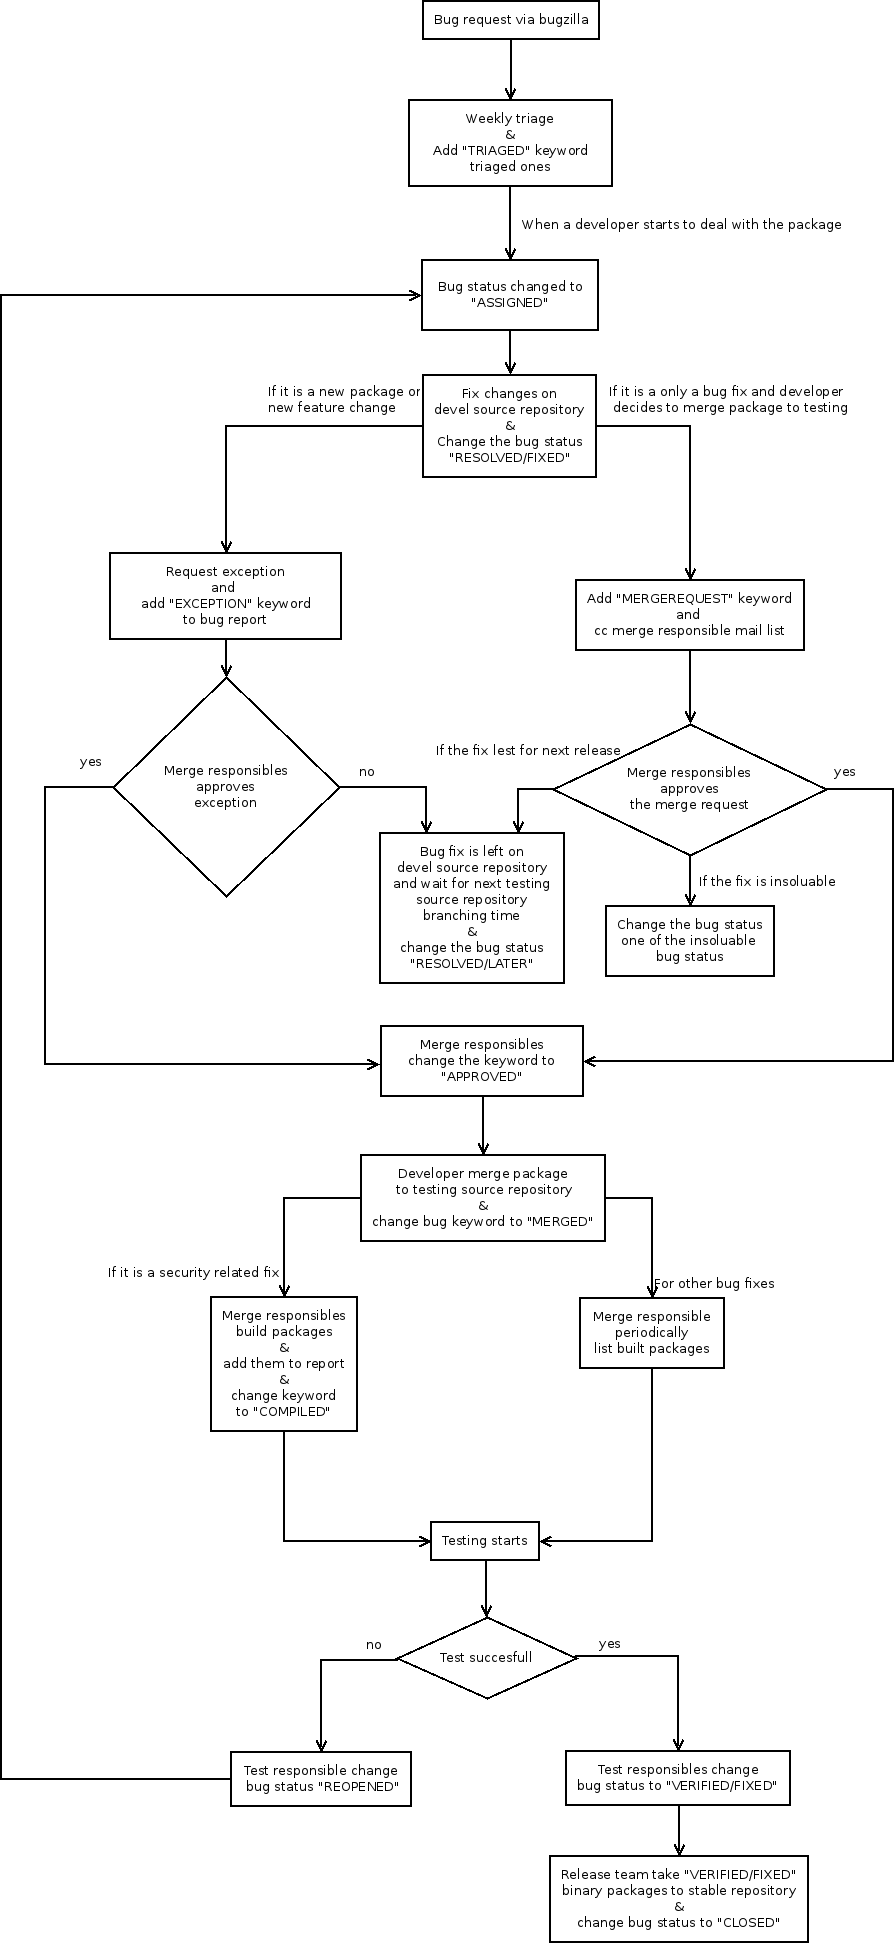 Bug request via bugzilla
Weekly triage
&
Add "TRIAGED" keyword
triaged ones
When a developer starts to deal with the package
Bug status changed to
"ASSIGNED"
If it is a new package or
new feature change
Fix changes on
devel source repository
&
Change the bug status
"RESOLVED/FIXED"
If it is a only a bug fix and developer
decides to merge package to testing
Request exception
and
add "EXCEPTION" keyword
to bug report
Add "MERGEREQUEST" keyword
and
cc merge responsible mail list
yes
Merge responsibles
approves
exception
no
If the fix lest for next release
Merge responsibles
approves
the merge request
yes
Bug fix is left on
devel source repository
and wait for next testing
source repository
branching time
&
change the bug status
"RESOLVED/LATER"
If the fix is insoluable
Change the bug status
one of the insoluable
bug status
Merge responsibles
change the keyword to
"APPROVED"
Developer merge package
to testing source repository
&
change bug keyword to "MERGED"
If it is a security related fix
For other bug fixes
Merge responsibles
build packages
&
add them to report
&
change keyword
to "COMPILED"
Merge responsible
periodically
list built packages
Testing starts
no
Test succesfull
yes
Test responsible change
bug status "REOPENED"
Test responsibles change
bug status to "VERIFIED/FIXED"
Release team take "VERIFIED/FIXED"
binary packages to stable repository
&
change bug status to "CLOSED"